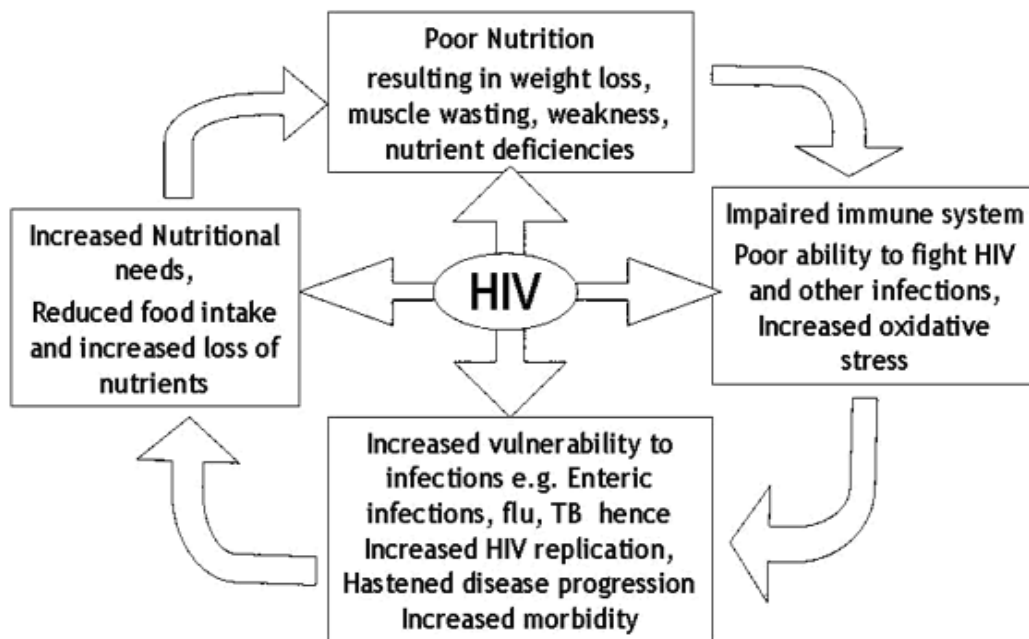 Poor Nutrition
resulting in weight loss,
muscle wasting, weakness,
nutrient deficiencies
Impaired immune system
Poor ability to fight HIV
and other infections,
Increased oxidative
stress
Increased vulnerability to
infections e.g. Enteric
infections, flu, TB hence
Increased HIV replication,
Hastened disease progression
Increased morbidity
Increased Nutritional
needs,
Reduced food intake
and increased loss of
nutrients
HIV